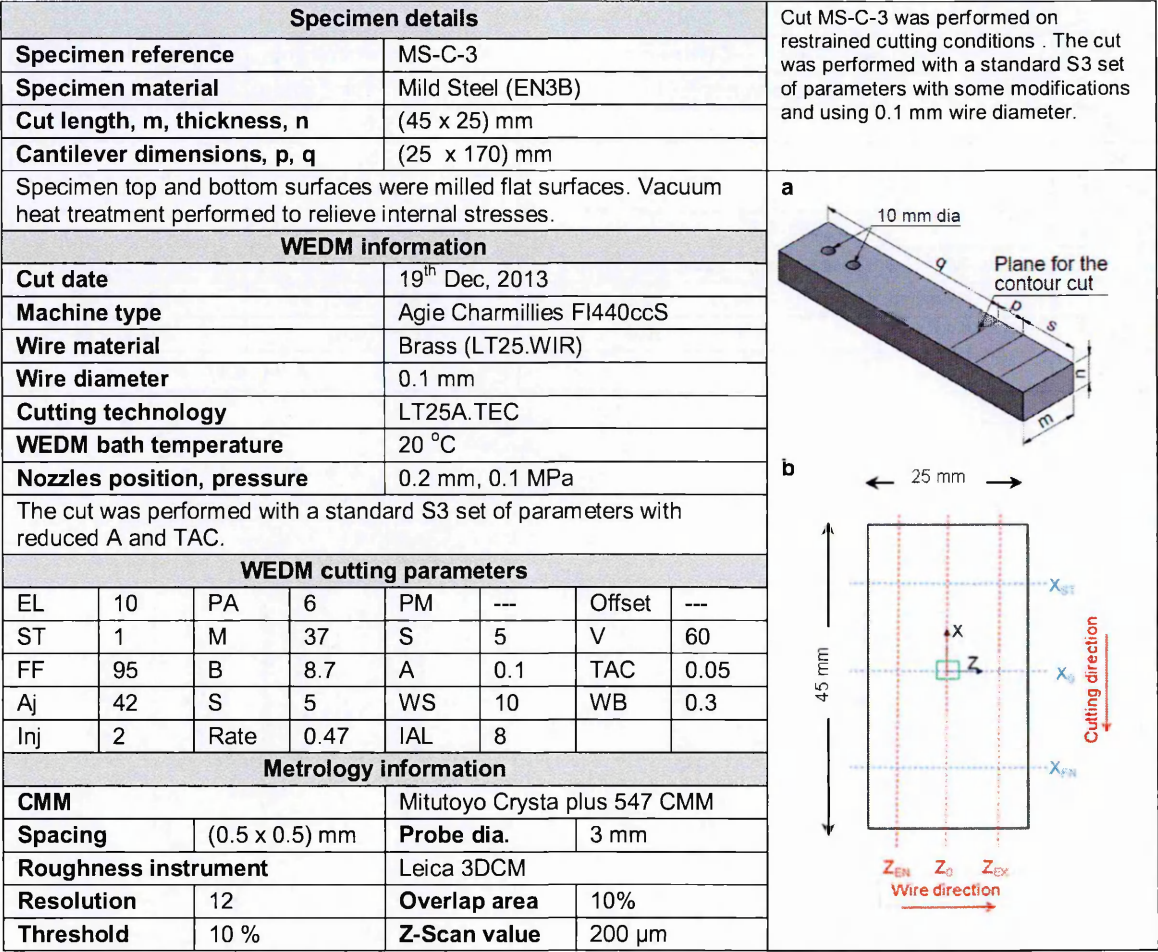 Specimen details
Specimen reference MS-C-3
Specimen material Mild Steel (EN3B)
Cut length, m, thickness, n (45 x 25) mm
Cantilever dimensions, p, q (25 x 170) mm
Specimen top and bottom surfaces were milled flat surfaces. Vacuum
heat treatment performed to relieve internal stresses.
WEDM information
Cut date 19th Dec, 2013
Machine type Agie Charmillies FI440ccS
Wire material Brass (LT25.WIR)
Wire diameter 0.1 mm
Cutting technology LT25A.TEC
WEDM bath temperature 20 °C
Nozzles position, pressure 0.2 mm, 0.1 MPa
The cut was performed with a standard S3 set of parameters with
reduced A and TAC.
WEDM cutting parameters
EL 10 PA 6 PM --- Offset ---
ST 1 M 37 S 5 V 60
FF 95 B 8.7 A 0.1 TAC 0.05
Aj 42 S 5 WS 10 WB 0.3
Inj 2 Rate 0.47 IAL 8
Metrology information
CMM Mitutoyo Crysta plus 547 CMM
Spacing (0.5 x 0.5) mm Probe dia. 3 mm
Roughness instrument Leica 3DCM
Resolution 12 Overlap area 10%
Threshold 10 % Z-Scan value 200 µm
Cut MS-C-3 was performed on
restrained cutting conditions . The cut
was performed with a standard S3 set
of parameters with some modifications
and using 0.1 mm wire diameter.
a
10 mm dia
q
Plane for the
contour cut
p
s
n
m
b
25 mm
XST
X
Z
X0
45 mm
Cutting direction
XEN
ZEN Z0 ZEX
Wire direction